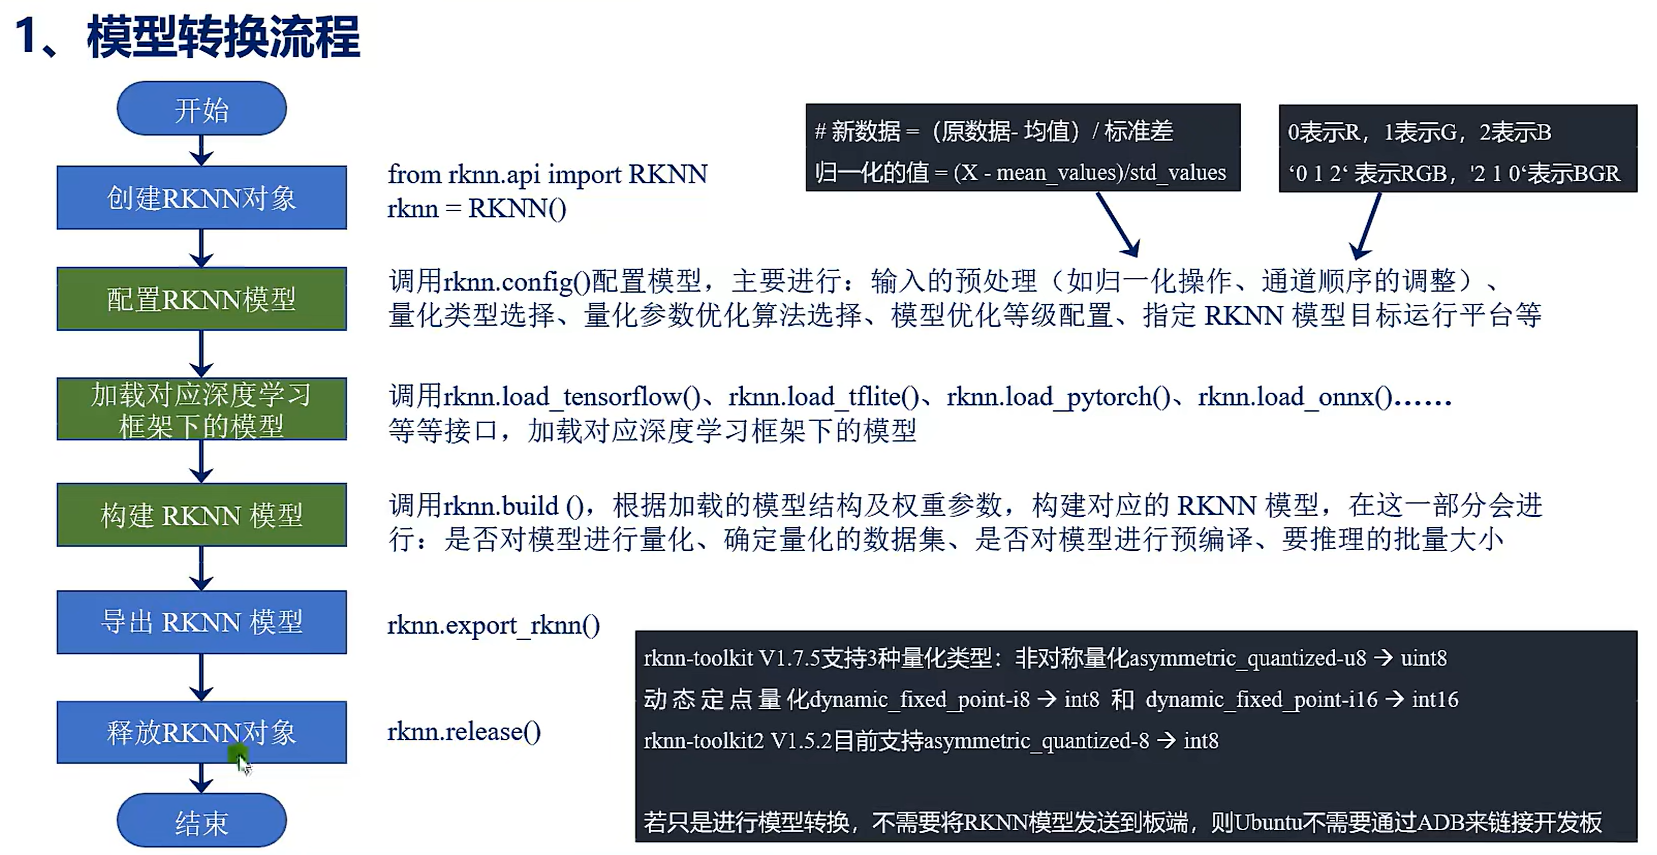 1、模型转换流程
开始
# 新数据 =（原数据- 均值）/ 标准差
归一化的值 = (X - mean_values)/std_values
0表示R，1表示G，2表示B
‘0 1 2‘ 表示RGB，'2 1 0‘表示BGR
创建RKNN对象
from rknn.api import RKNN
rknn = RKNN()
配置RKNN模型
调用rknn.config()配置模型，主要进行：输入的预处理（如归一化操作、通道顺序的调整）、
量化类型选择、量化参数优化算法选择、模型优化等级配置、指定 RKNN 模型目标运行平台等
加载对应深度学习
框架下的模型
调用rknn.load_tensorflow()、rknn.load_tflite()、rknn.load_pytorch()、rknn.load_onnx()……
等等接口，加载对应深度学习框架下的模型
构建 RKNN 模型
调用rknn.build ()，根据加载的模型结构及权重参数，构建对应的 RKNN 模型，在这一部分会进
行：是否对模型进行量化、确定量化的数据集、是否对模型进行预编译、要推理的批量大小
导出 RKNN 模型
rknn.export_rknn()
释放RKNN对象
rknn.release()
结束
rknn-toolkit V1.7.5支持3种量化类型：非对称量化asymmetric_quantized-u8 → uint8
动 态 定 点 量 化dynamic_fixed_point-i8 → int8 和 dynamic_fixed_point-i16 → int16
rknn-toolkit2 V1.5.2目前支持asymmetric_quantized-8 → int8
若只是进行模型转换，不需要将RKNN模型发送到板端，则Ubuntu不需要通过ADB来链接开发板